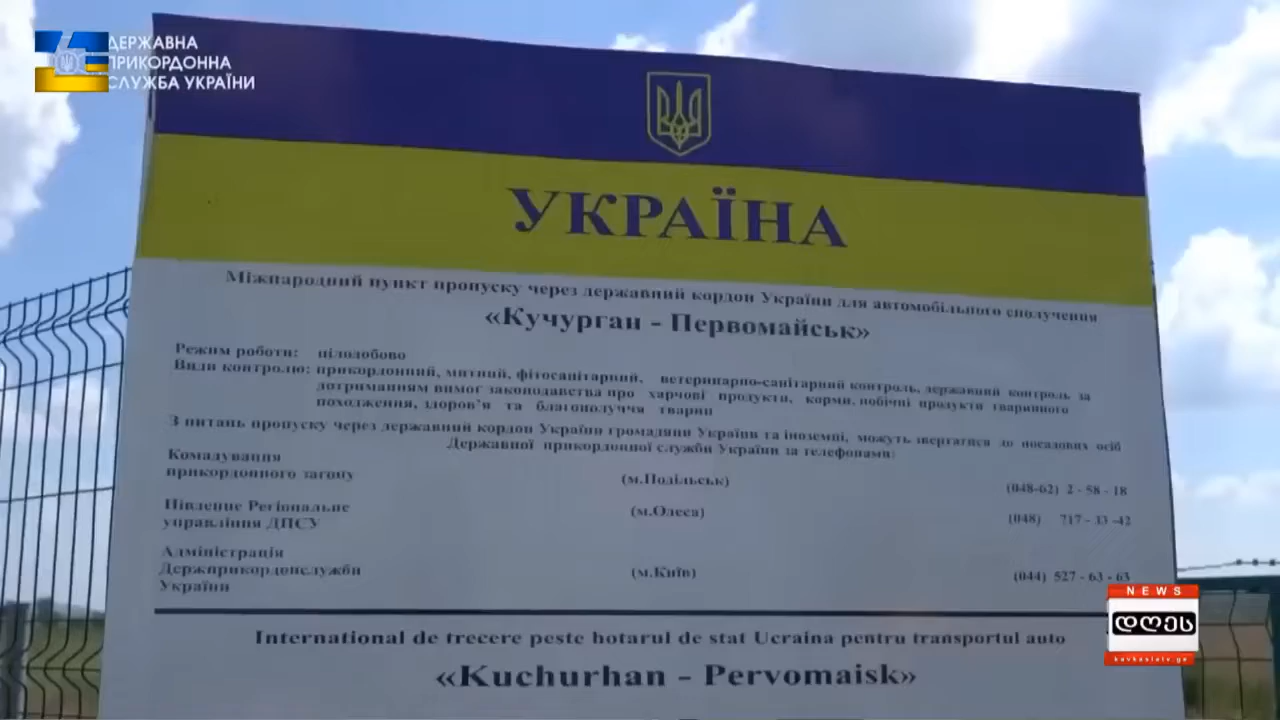 ДЕРЖАВНА
ПРИКОРДОННА
СЛУЖБА УКРАЇНИ
УКРАЇНА
Міжнародний пункт пропуску через державний кордон України для автомобільного сполучення
«Кучурган - Первомайськ»
Режим роботи: цілодобово
Види контролю: прикордонний, митний, фітосанітарний, ветеринарно-санітарний контроль, державний контроль за
дотриманням вимог законодавства про харчові продукти, корми, побічні продукти тваринного
походження, здоров'я та благополуччя тварин
З питань пропуску через державний кордон України громадяни України та іноземці, можуть звертатися до посадових осіб
Державної прикордонної служби України за телефонами:
Комадування
прикордонного загону (м.Подільськ) (048-62) 2 - 58 - 18
Південне Регіональне
управління ДПСУ (м.Одеса) (048) 717 - 33 -42
Адміністрація
Держприкордонслужби (м.Київ) (044) 527 - 63 - 63
України
International de trecere peste hotarul de stat Ucraina pentru transportul auto
«Kuchurhan - Pervomaisk»
NEWS
დღეს
kavkasiatv.ge